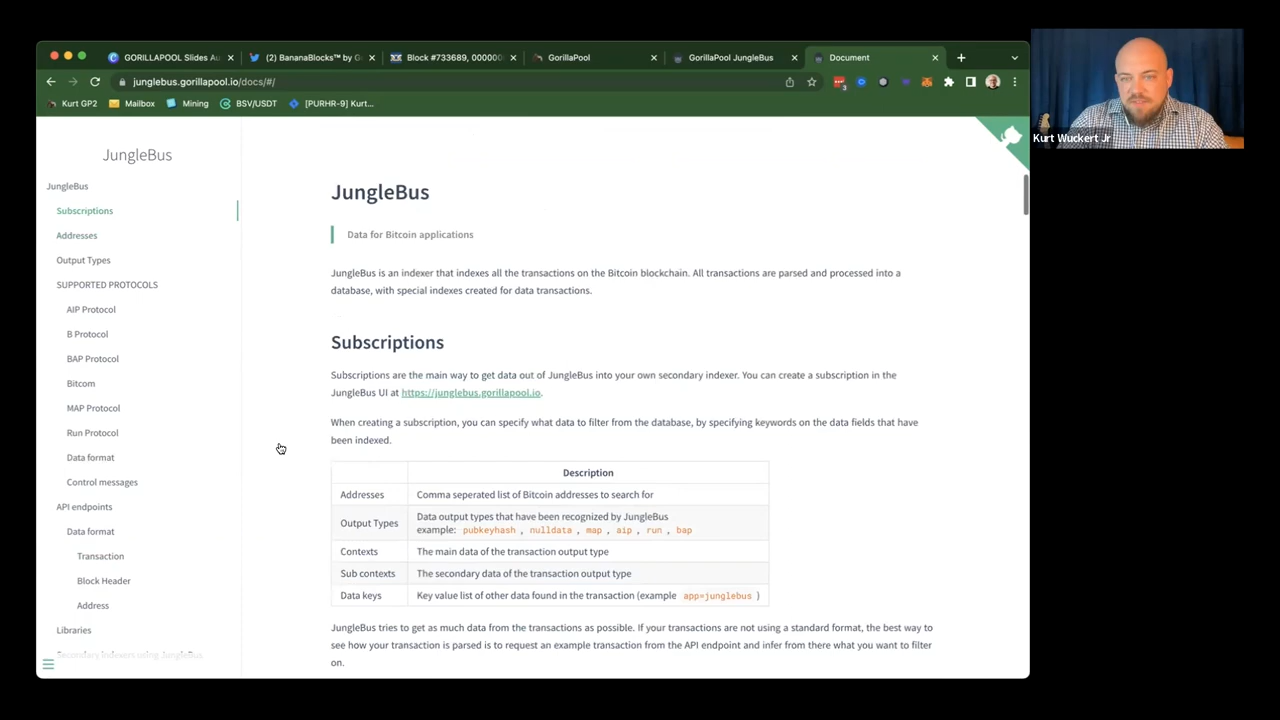 GORILLAPOOL Slides Au
(2) BananaBlocks™ by G
Block #733689, 000000
GorillaPool
GorillaPool JungleBus
Document
junglebus.gorillapool.io/docs/#/
3
Kurt GP2
Mailbox
Mining
BSV/USDT
[PURHR-9] Kurt...
Kurt Wuckert Jr
JungleBus
JungleBus
Subscriptions
Addresses
Output Types
SUPPORTED PROTOCOLS
AIP Protocol
B Protocol
BAP Protocol
Bitcom
MAP Protocol
Run Protocol
Data format
Control messages
API endpoints
Data format
Transaction
Block Header
Address
Libraries
Secondary indexers using JungleBus
JungleBus
Data for Bitcoin applications
JungleBus is an indexer that indexes all the transactions on the Bitcoin blockchain. All transactions are parsed and processed into a
database, with special indexes created for data transactions.
Subscriptions
Subscriptions are the main way to get data out of JungleBus into your own secondary indexer. You can create a subscription in the
JungleBus UI at https://junglebus.gorillapool.io.
When creating a subscription, you can specify what data to filter from the database, by specifying keywords on the data fields that have
been indexed.
Description
Addresses Comma seperated list of Bitcoin addresses to search for
Output Types Data output types that have been recognized by JungleBus
example: pubkeyhash , nulldata , map , aip , run , bap
Contexts The main data of the transaction output type
Sub contexts The secondary data of the transaction output type
Data keys Key value list of other data found in the transaction (example app=junglebus )
JungleBus tries to get as much data from the transactions as possible. If your transactions are not using a standard format, the best way to
see how your transaction is parsed is to request an example transaction from the API endpoint and infer from there what you want to filter
on.